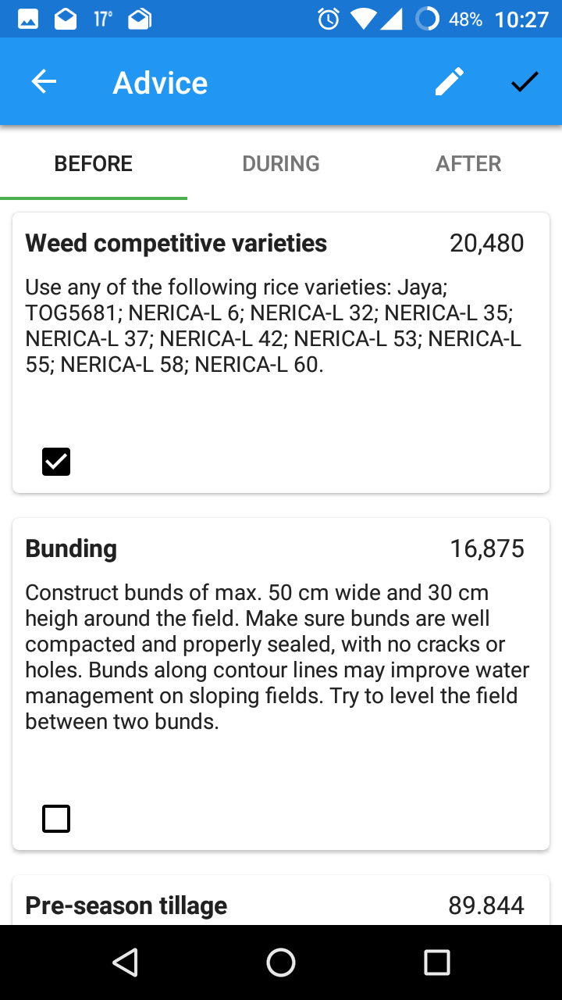 17° 48% 10:27
Advice
BEFORE DURING AFTER
Weed competitive varieties 20,480
Use any of the following rice varieties: Jaya;
TOG5681; NERICA-L 6; NERICA-L 32; NERICA-L 35;
NERICA-L 37; NERICA-L 42; NERICA-L 53; NERICA-L
55; NERICA-L 58; NERICA-L 60.
Bunding 16,875
Construct bunds of max. 50 cm wide and 30 cm
heigh around the field. Make sure bunds are well
compacted and properly sealed, with no cracks or
holes. Bunds along contour lines may improve water
management on sloping fields. Try to level the field
between two bunds.
Pre-season tillage 89.844